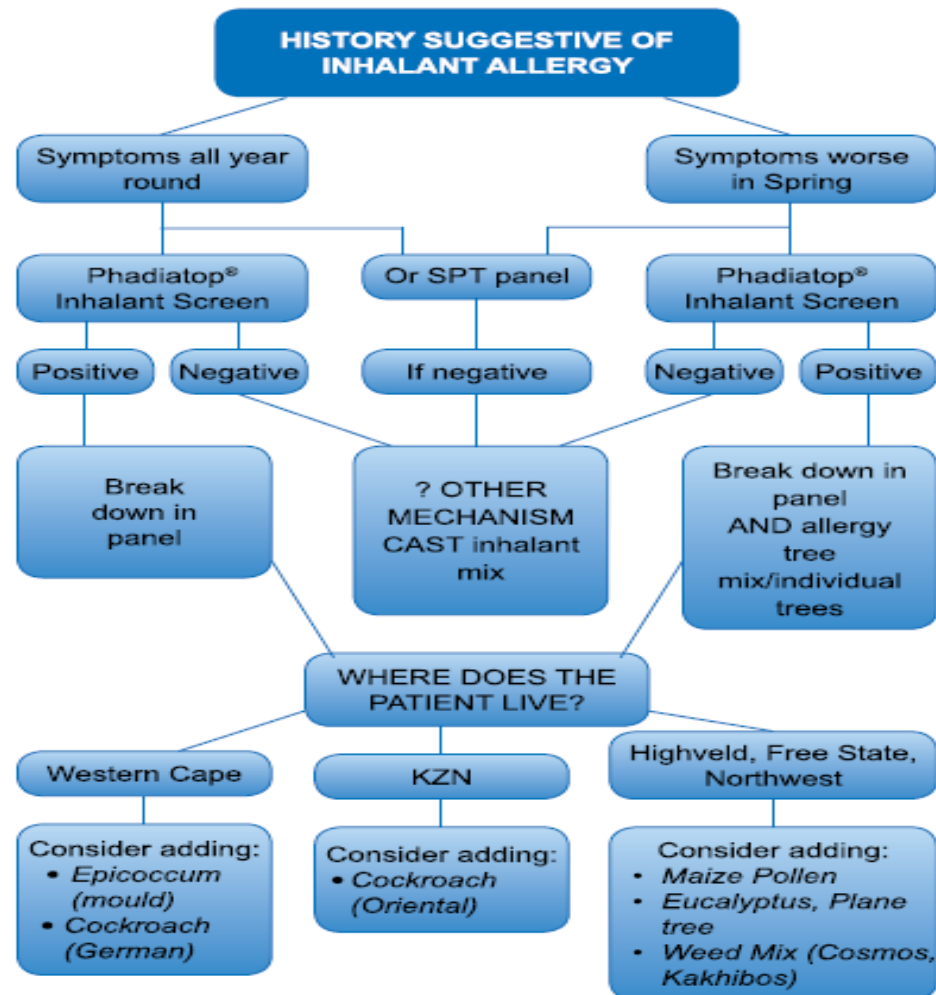 HISTORY SUGGESTIVE OF
INHALANT ALLERGY
Symptoms all year
round
Symptoms worse
in Spring
Phadiatop®
Inhalant Screen
Or SPT panel
Phadiatop®
Inhalant Screen
Positive
Negative
If negative
Negative
Positive
Break
down in
panel
? OTHER
MECHANISM
CAST inhalant
mix
Break down in
panel
AND allergy
tree
mix/individual
trees
WHERE DOES THE
PATIENT LIVE?
Western Cape
KZN
Highveld, Free State,
Northwest
Consider adding:
• Epicoccum
(mould)
• Cockroach
(German)
Consider adding:
• Cockroach
(Oriental)
Consider adding:
• Maize Pollen
• Eucalyptus, Plane
tree
• Weed Mix (Cosmos,
Kakhibos)